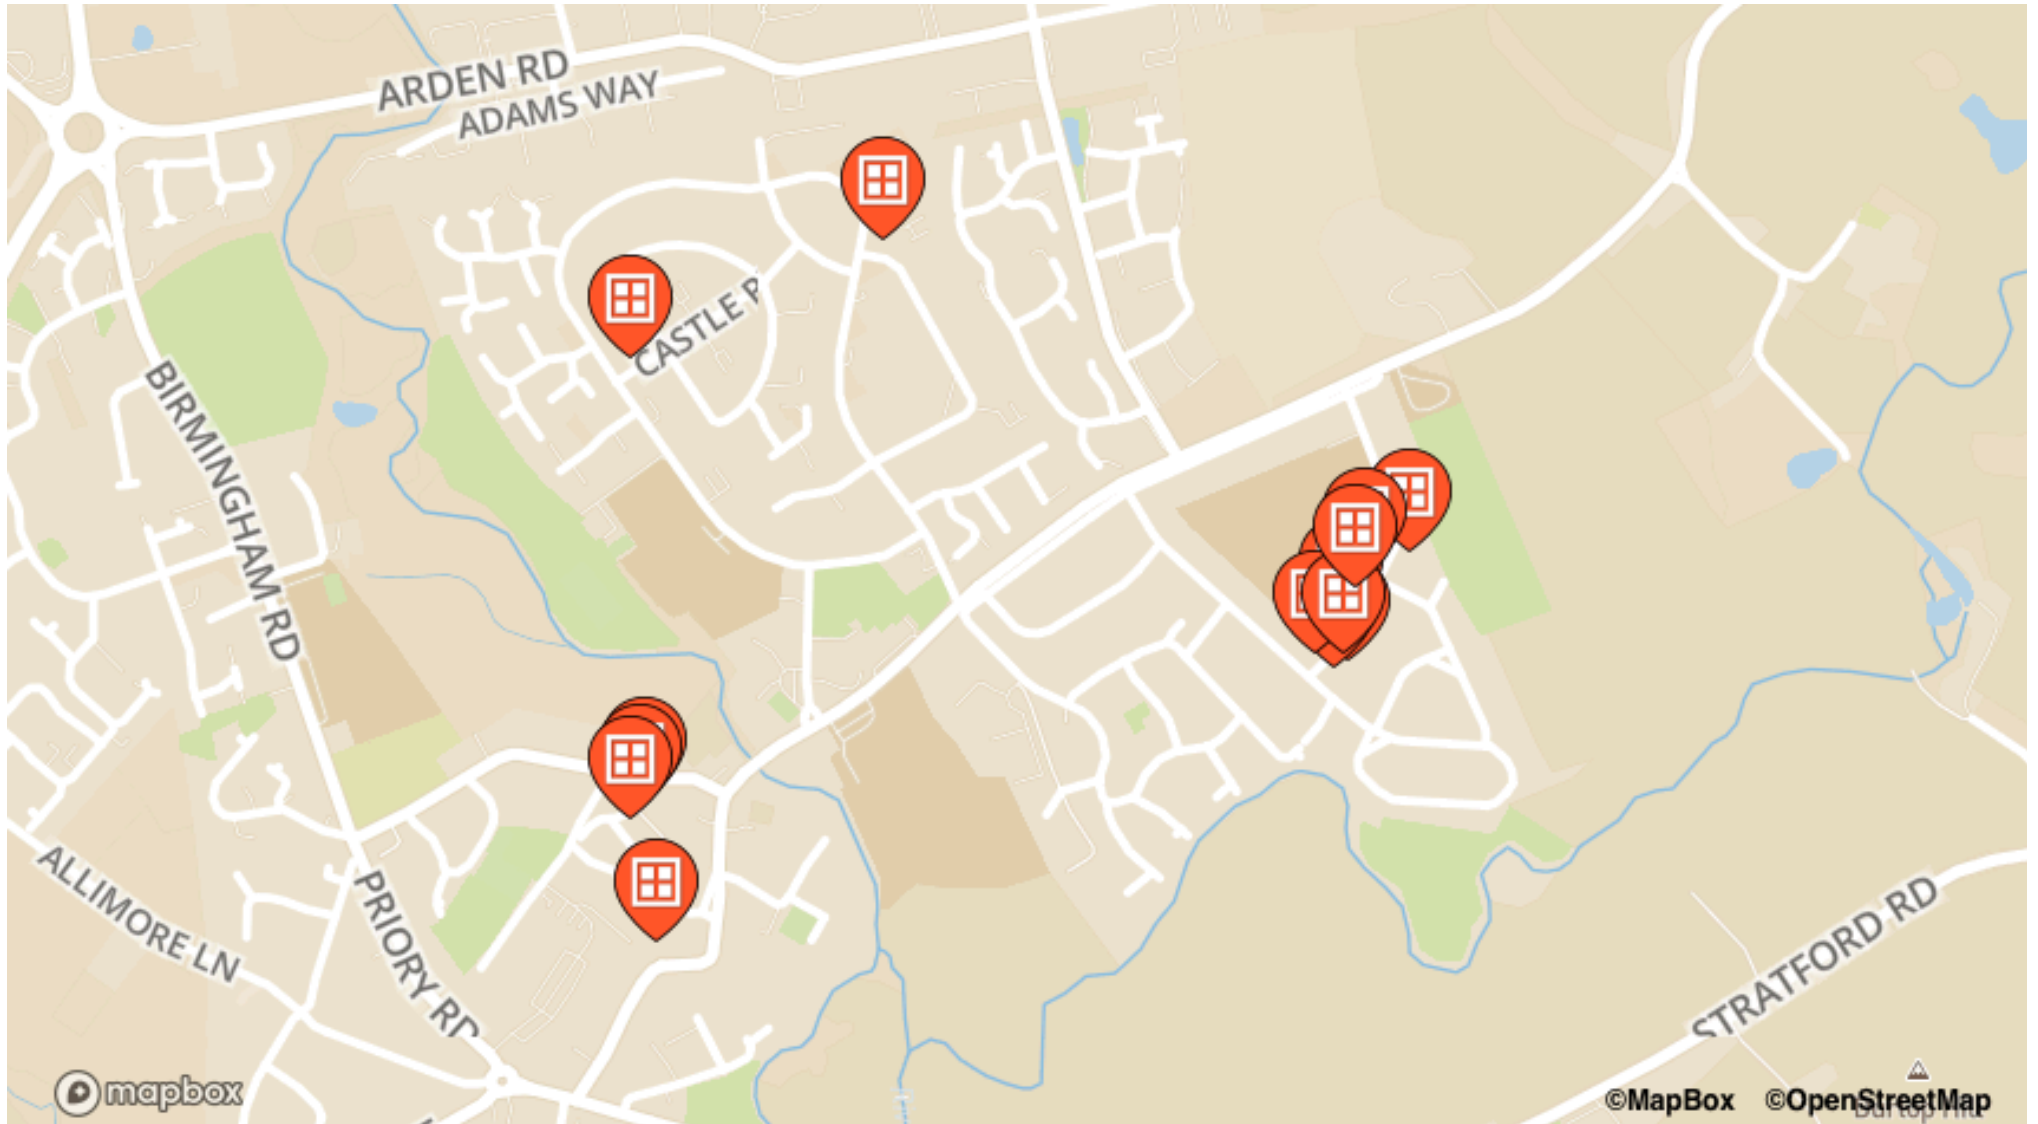 ARDEN RD
ADAMS WAY
CASTLE R
BIRMINGHAM RD
ALLIMORE LN
PRIORY RD
STRATFORD RD
mapbox
©MapBox ©OpenStreetMap